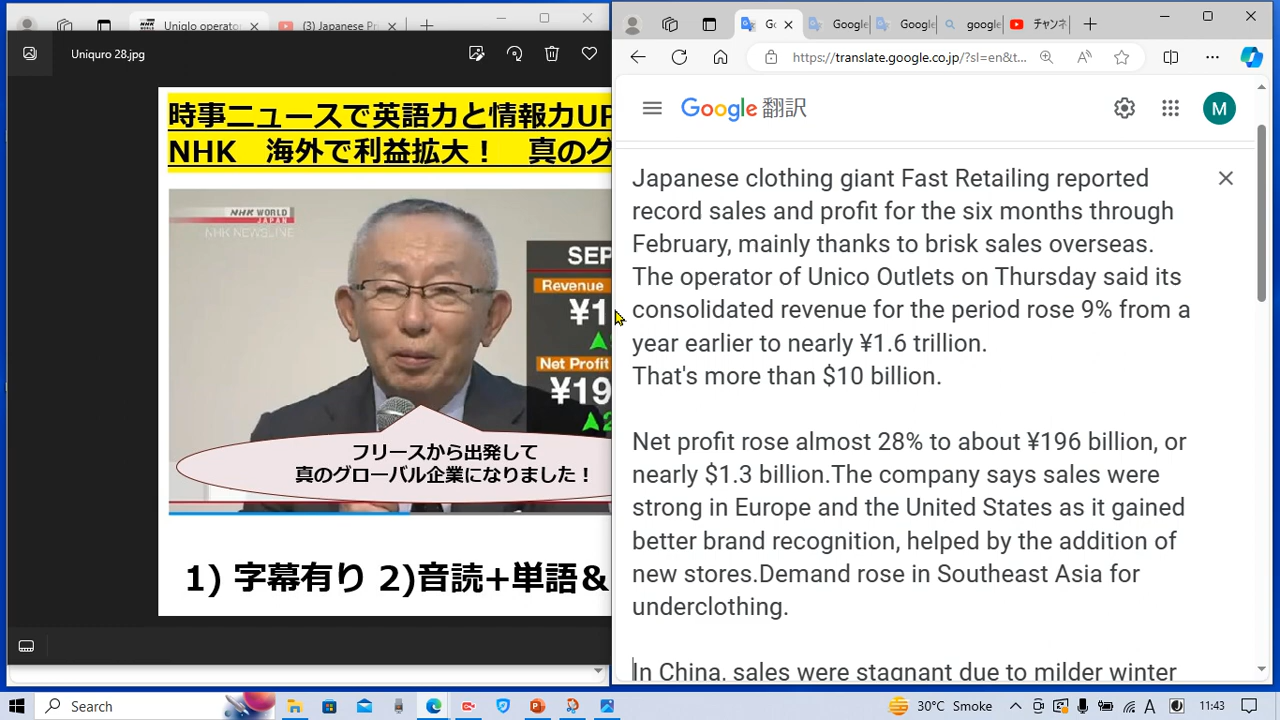 Uniqlo operato
(3) Japanese Pr
Uniquro 28.jpg
時事ニュースで英語力と情報力UP
NHK　海外で利益拡大！　真のグ
NHK WORLD
JAPAN
NHK NEWSLINE
SEP
Revenue
¥1
Net Profit
¥19
フリースから出発して
真のグローバル企業になりました！
1) 字幕有り 2)音読+単語＆
Go
Google
Google
google
チャンネ
https://translate.google.co.jp/?sl=en&t...
Google 翻訳
M
Japanese clothing giant Fast Retailing reported
record sales and profit for the six months through
February, mainly thanks to brisk sales overseas.
The operator of Unico Outlets on Thursday said its
consolidated revenue for the period rose 9% from a
year earlier to nearly ¥1.6 trillion.
That's more than $10 billion.
Net profit rose almost 28% to about ¥196 billion, or
nearly $1.3 billion.The company says sales were
strong in Europe and the United States as it gained
better brand recognition, helped by the addition of
new stores.Demand rose in Southeast Asia for
underclothing.
In China, sales were stagnant due to milder winter
Search
30°C Smoke
A
11:43